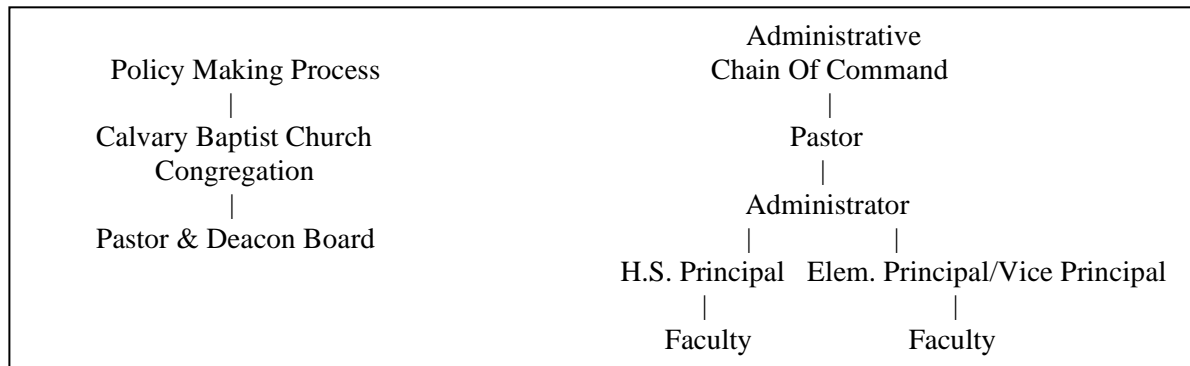 Policy Making Process
|
Calvary Baptist Church
Congregation
|
Pastor & Deacon Board
Administrative
Chain Of Command
|
Pastor
|
Administrator
| |
H.S. Principal Elem. Principal/Vice Principal
| |
Faculty Faculty